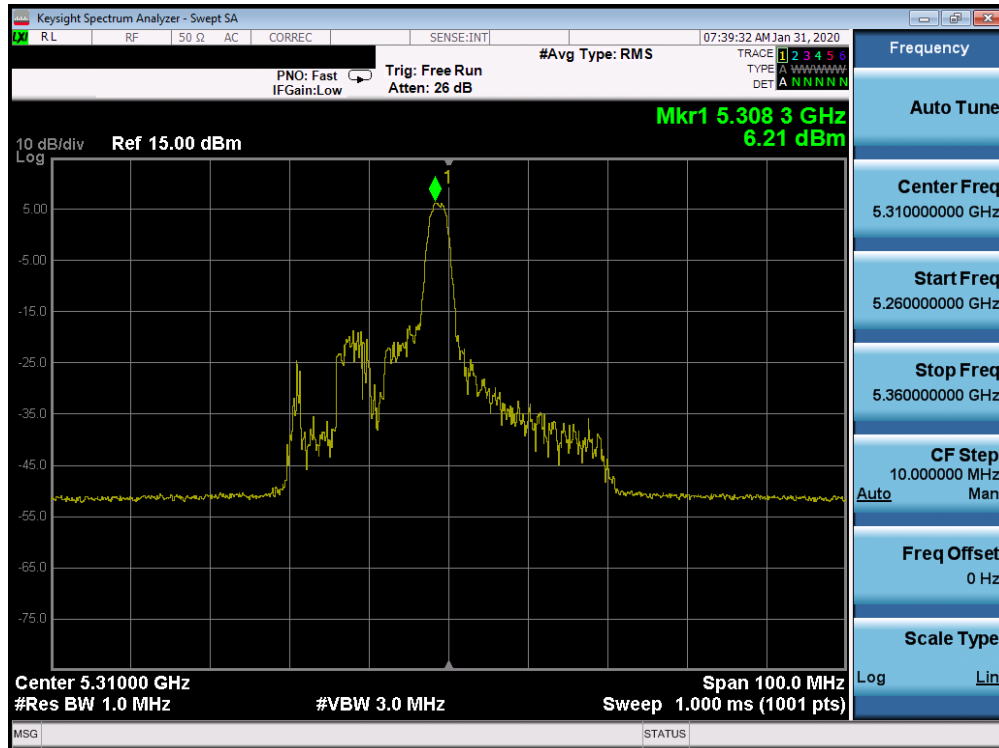 Keysight Spectrum Analyzer - Swept SA
LXI RL RF 50 Ω AC CORREC SENSE:INT 07:39:32 AM Jan 31, 2020
Frequency
PNO: Fast
IFGain:Low
Trig: Free Run
Atten: 26 dB
#Avg Type: RMS
TRACE 1 2 3 4 5 6
TYPE A WWWWW
DET A N N N N N
Auto Tune
Mkr1 5.308 3 GHz
6.21 dBm
10 dB/div
Log
Ref 15.00 dBm
1
5.00
-5.00
-15.0
-25.0
-35.0
-45.0
-55.0
-65.0
-75.0
Center Freq
5.310000000 GHz
Start Freq
5.260000000 GHz
Stop Freq
5.360000000 GHz
CF Step
10.000000 MHz
Auto Man
Freq Offset
0 Hz
Scale Type
Log Lin
Center 5.31000 GHz
#Res BW 1.0 MHz
#VBW 3.0 MHz
Span 100.0 MHz
Sweep 1.000 ms (1001 pts)
MSG
STATUS